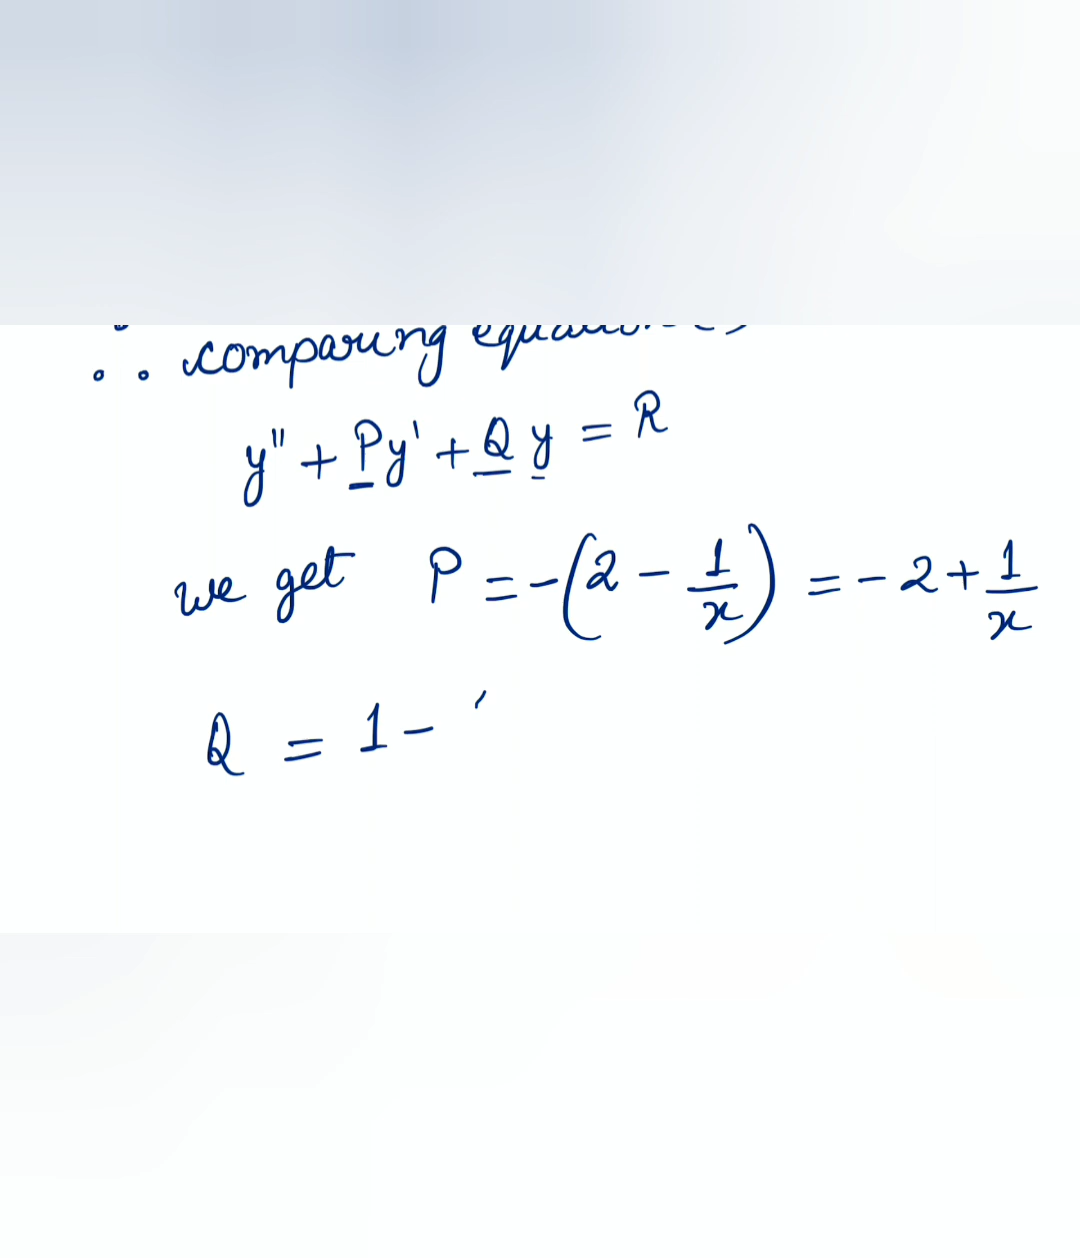 ∴ comparing
y'' + Py' + Qy = R
we get P = -(2 - 1/x) = -2 + 1/x
Q = 1 -